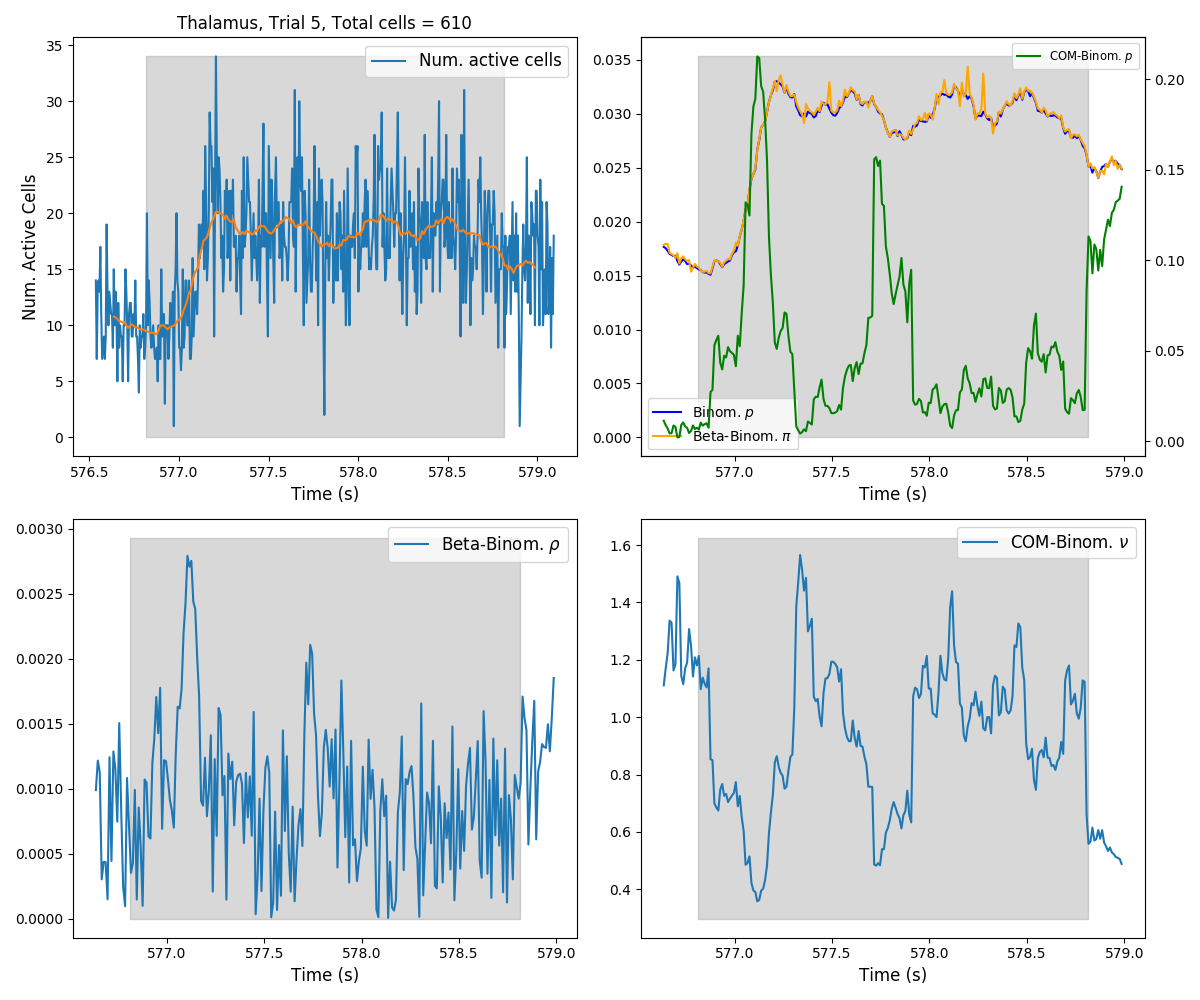 Thalamus, Trial 5, Total cells = 610
35
30
25
20
15
10
5
0
Num. Active Cells
Num. active cells
576.5 577.0 577.5 578.0 578.5 579.0
Time (s)
0.035
0.030
0.025
0.020
0.015
0.010
0.005
0.000
COM-Binom. p
Binom. p
Beta-Binom. π
0.20
0.15
0.10
0.05
0.00
577.0 577.5 578.0 578.5 579.0
Time (s)
0.0030
0.0025
0.0020
0.0015
0.0010
0.0005
0.0000
Beta-Binom. ρ
577.0 577.5 578.0 578.5 579.0
Time (s)
1.6
1.4
1.2
1.0
0.8
0.6
0.4
COM-Binom. ν
577.0 577.5 578.0 578.5 579.0
Time (s)